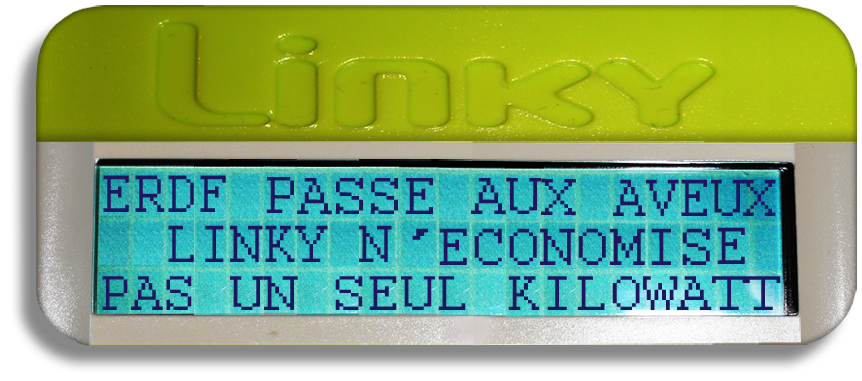 Linky
ERDF PASSE AUX AVEUX
LINKY N´ECONOMISE
PAS UN SEUL KILOWATT